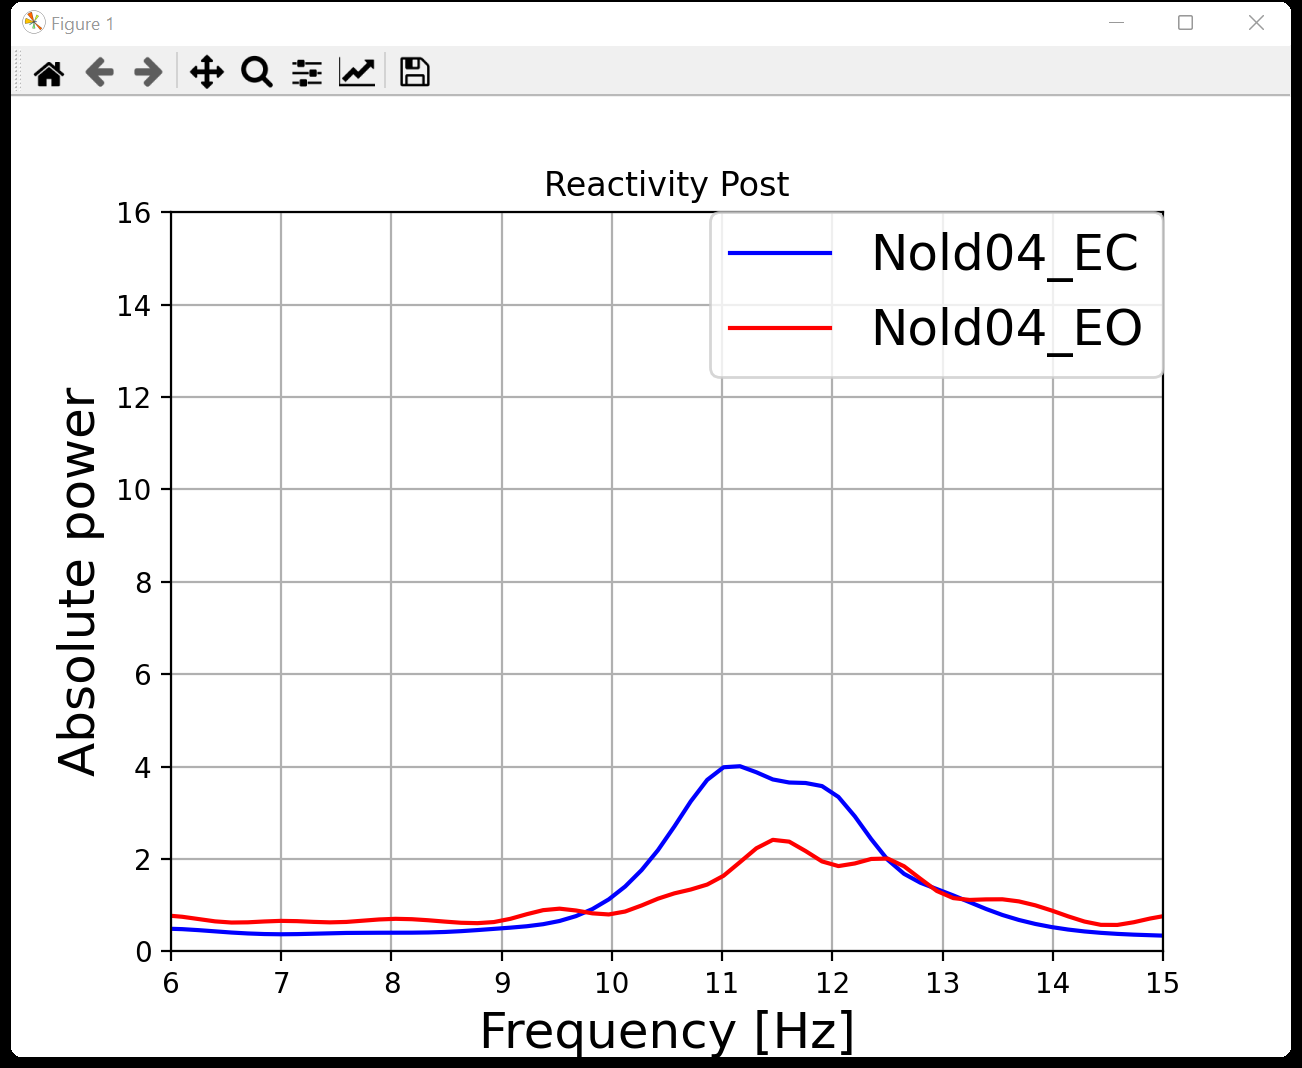 Figure 1
Reactivity Post
Nold04_EC
Nold04_EO
Absolute power
16
14
12
10
8
6
4
2
0
6 7 8 9 10 11 12 13 14 15
Frequency [Hz]